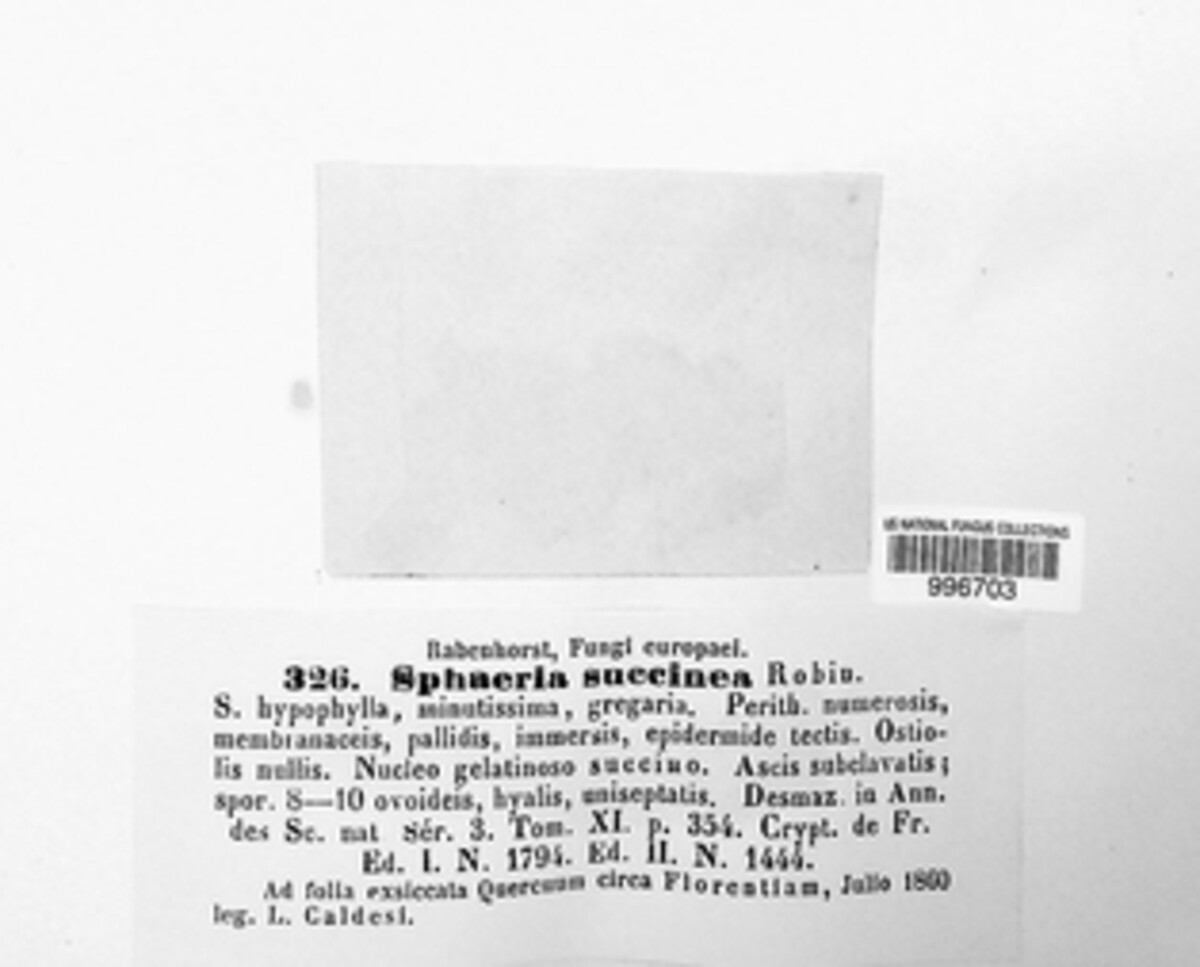 US NATIONAL FUNGUS COLLECTIONS
996703
Rabenhorst, Fungi europaei.
326. Sphaeria succinea Robin.
S. hypophylla, minutissima, gregaria. Perith. numerosis,
membranaceis, pallidis, immersis, epidermide tectis. Ostio-
lis nullis. Nucleo gelatinoso succino. Ascis subclavatis;
spor. 8—10 ovoideis, hyalis, uniseptatis. Desmaz. in Ann.
des Sc. nat Sér. 3. Tom. XI. p. 354. Crypt. de Fr.
Ed. I. N. 1794. Ed. II. N. 1444.
Ad folia exsiccata Quercuum circa Florentiam, Julio 1860
leg. L. Caldesi.